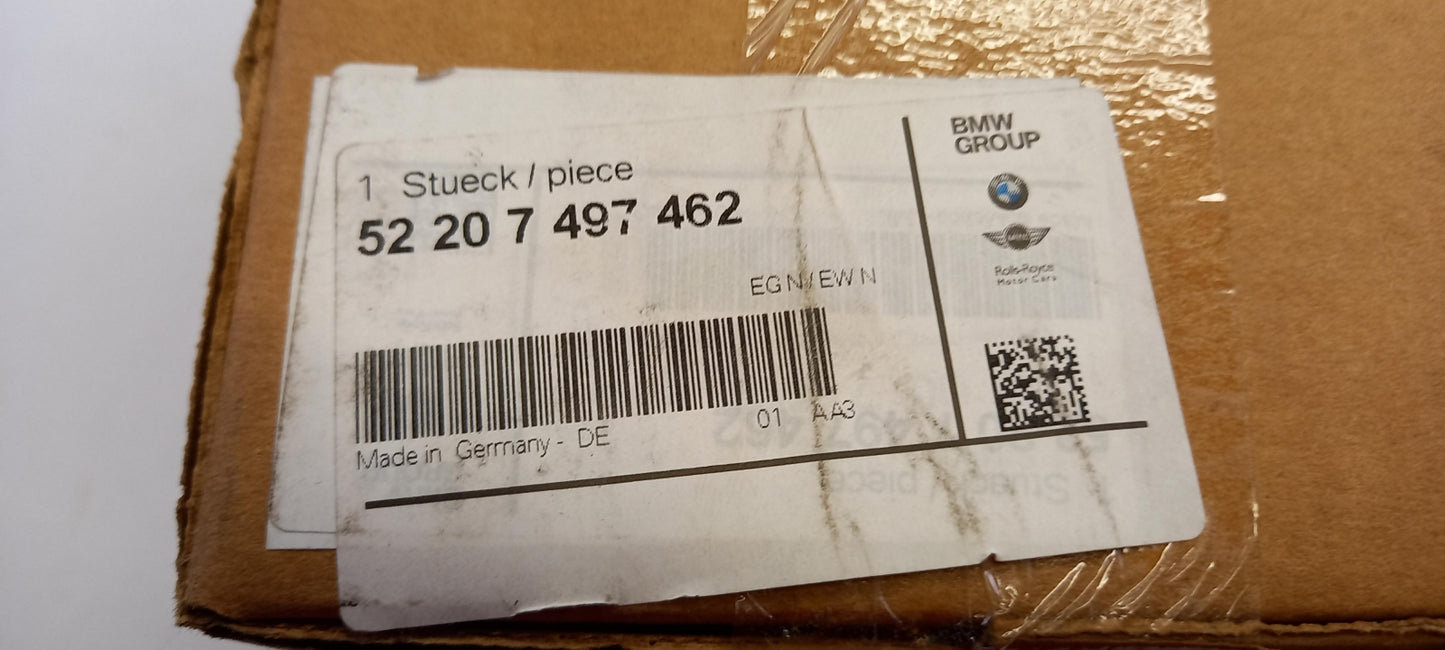 1 Stueck / piece
52 20 7 497 462
EG N/EW N
01 AA3
Made in Germany - DE
BMW
GROUP
Rolls-Royce
Motor Cars